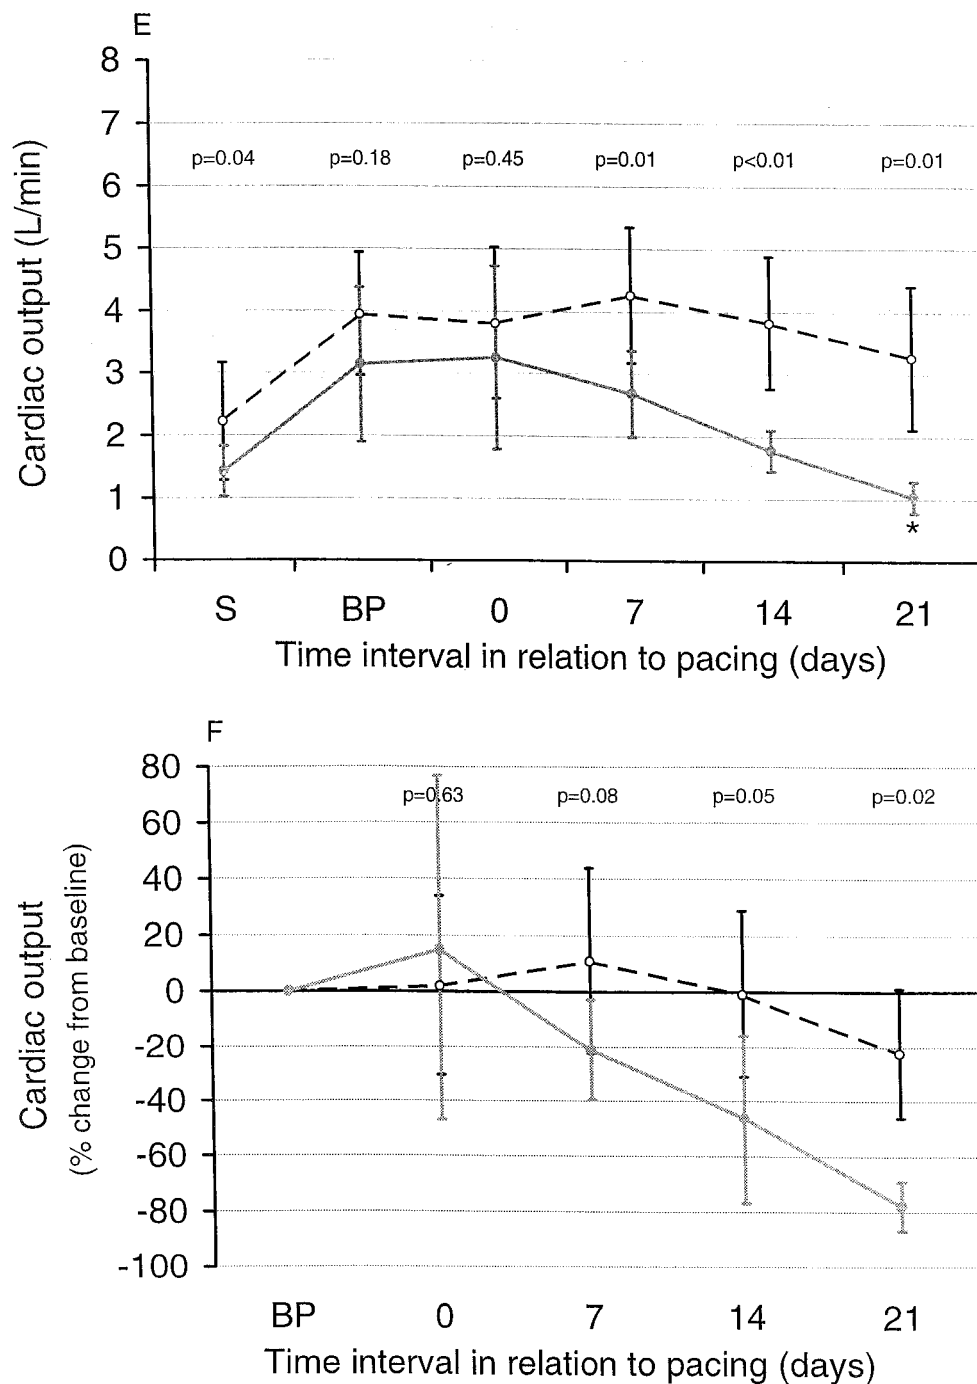 E
8
7
6
5
4
3
2
1
0
Cardiac output (L/min)
p=0.04 p=0.18 p=0.45 p=0.01 p<0.01 p=0.01
*
S BP 0 7 14 21
Time interval in relation to pacing (days)
F
80
60
40
20
0
-20
-40
-60
-80
-100
Cardiac output
(% change from baseline)
p=0.63 p=0.08 p=0.05 p=0.02
BP 0 7 14 21
Time interval in relation to pacing (days)